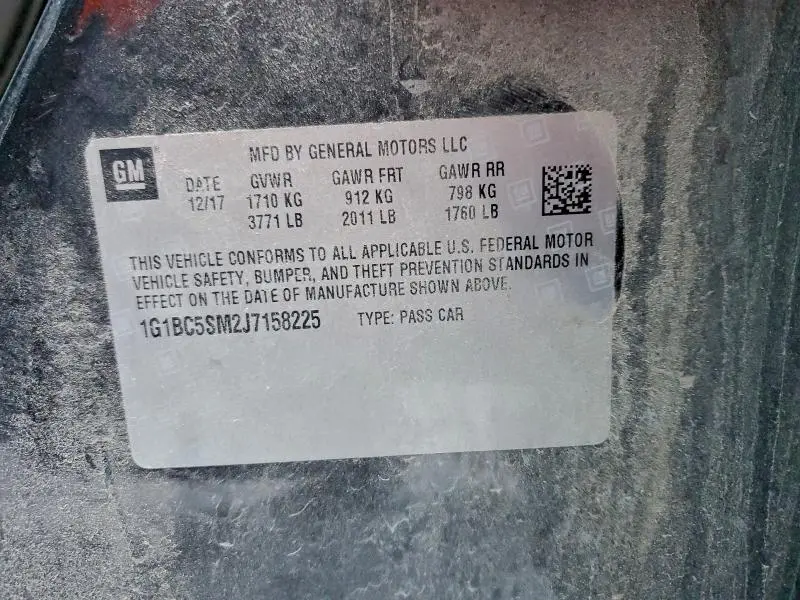 GM
MFD BY GENERAL MOTORS LLC
DATE GVWR GAWR FRT GAWR RR
12/17 1710 KG 912 KG 798 KG
3771 LB 2011 LB 1760 LB
THIS VEHICLE CONFORMS TO ALL APPLICABLE U.S. FEDERAL MOTOR
VEHICLE SAFETY, BUMPER, AND THEFT PREVENTION STANDARDS IN
EFFECT ON THE DATE OF MANUFACTURE SHOWN ABOVE.
1G1BC5SM2J7158225 TYPE: PASS CAR